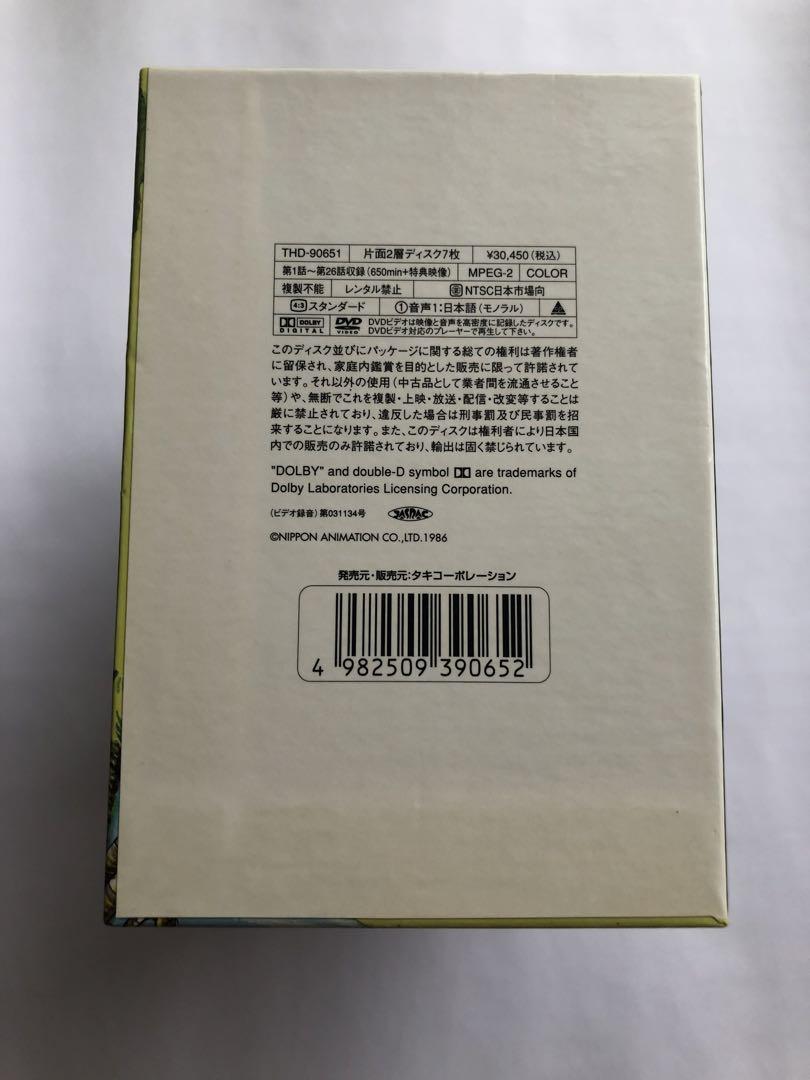 THD-90651 片面2層ディスク7枚 ¥30,450(税込)
第1話〜第26話収録(650min+特典映像) MPEG-2 COLOR
複製不能 レンタル禁止 NTSC日本市場向
4:3 スタンダード ①音声1:日本語(モノラル)
DOLBY DIGITAL DVD VIDEO DVDビデオは映像と音声を高密度に記録したディスクです。
DVDビデオ対応のプレーヤーで再生して下さい。
このディスク並びにパッケージに関する総ての権利は著作権者
に留保され、家庭内鑑賞を目的とした販売に限って許諾されて
います。それ以外の使用(中古品として業者間を流通させること
等)や、無断でこれを複製・上映・放送・配信・改変等することは
厳に禁止されており、違反した場合は刑事罰及び民事罰を招
来することになります。また、このディスクは権利者により日本国
内での販売のみ許諾されており、輸出は固く禁じられています。
"DOLBY" and double-D symbol are trademarks of
Dolby Laboratories Licensing Corporation.
(ビデオ録音)第031134号 JASRAC
©NIPPON ANIMATION CO.,LTD.1986
発売元・販売元:タキコーポレーション
4 982509 390652